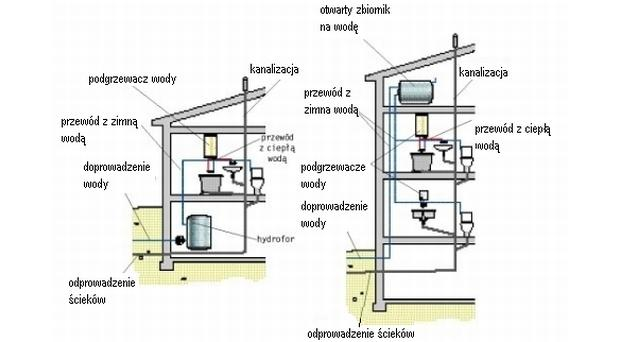 podgrzewacz wody
kanalizacja
przewód z zimną
wodą
przewód
z ciepłą
wodą
doprowadzenie
wody
hydrofor
odprowadzenie
ścieków
otwarty zbiornik
na wodę
kanalizacja
przewód z
zimna wodą
przewód z ciepłą
wodą
podgrzewacze
wody
doprowadzenie
wody
odprowadzenie ścieków